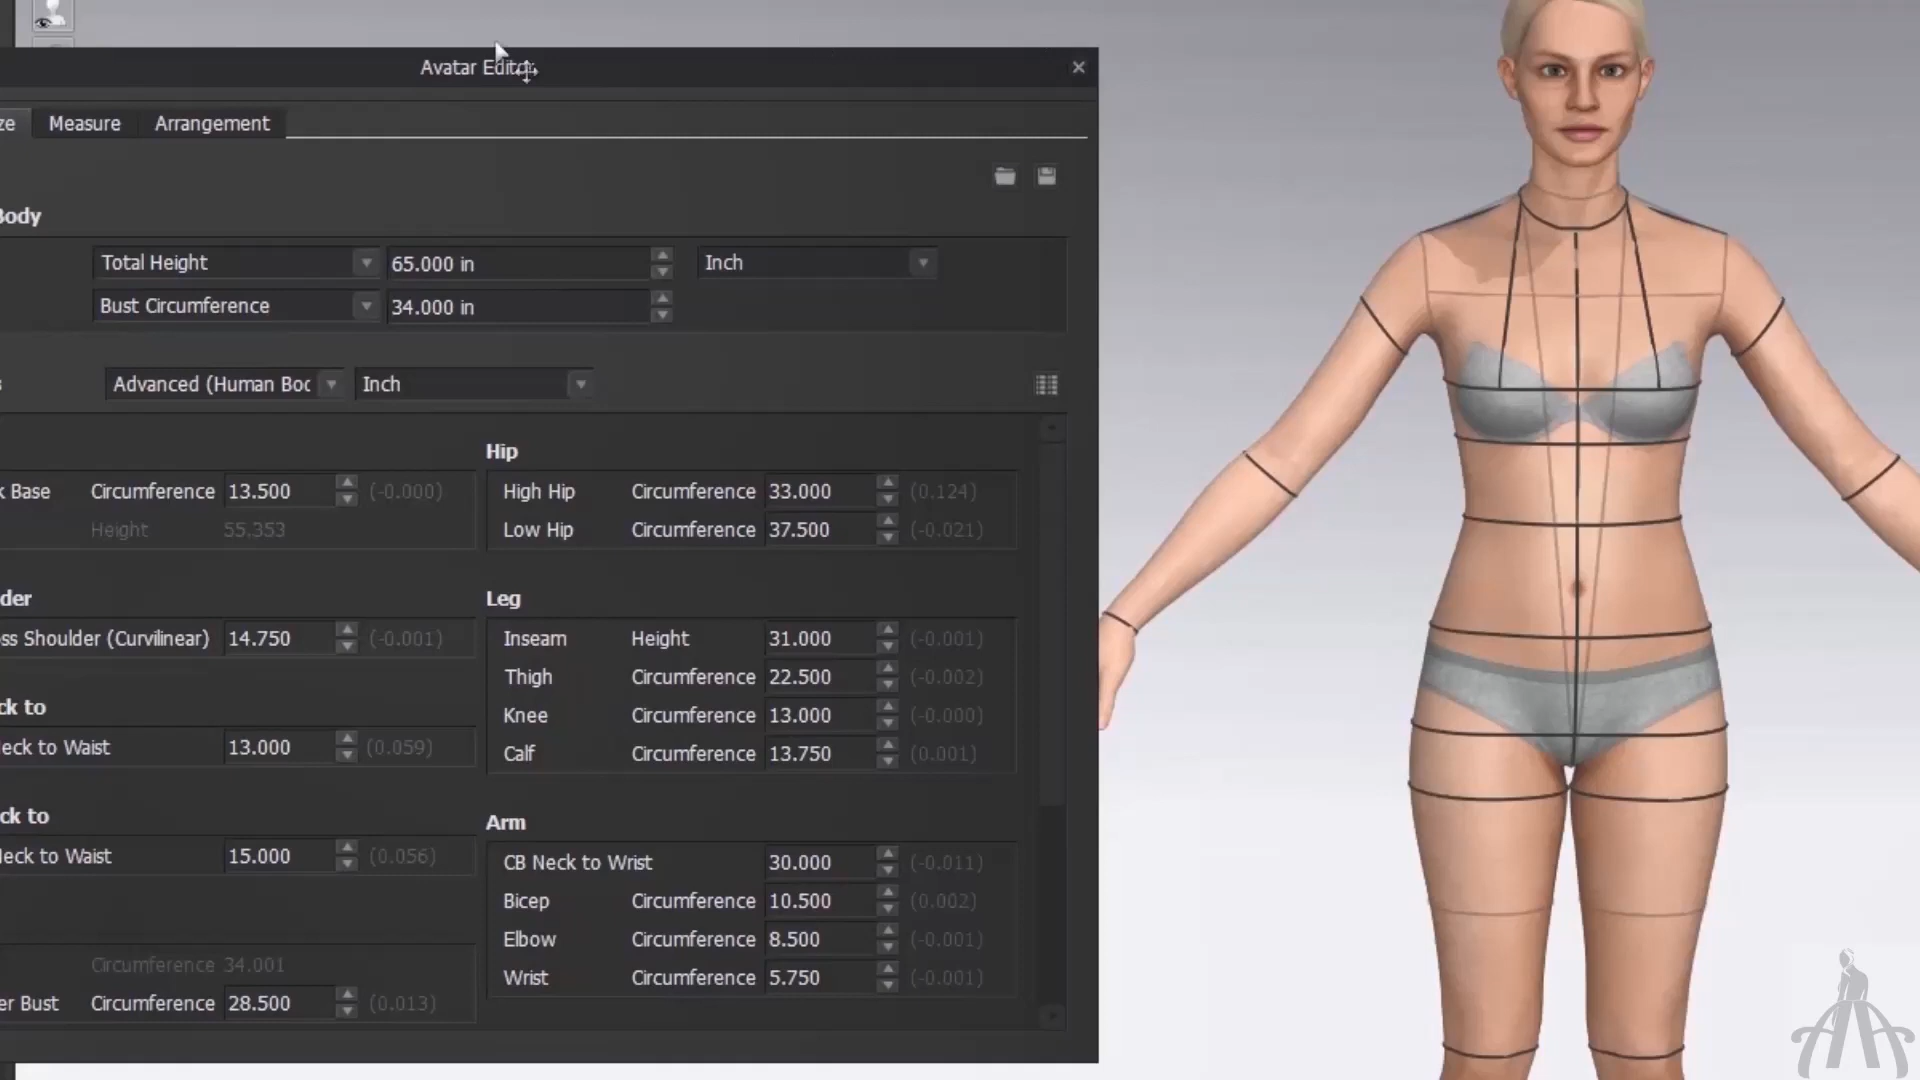 Avatar Editor
ze Measure Arrangement
Body
Total Height 65.000 in Inch
Bust Circumference 34.000 in
s Advanced (Human Boc Inch
Hip
k Base Circumference 13.500 (-0.000) High Hip Circumference 33.000 (0.124)
Height 55.353 Low Hip Circumference 37.500 (-0.021)
der Leg
ss Shoulder (Curvilinear) 14.750 (-0.001) Inseam Height 31.000 (-0.001)
Thigh Circumference 22.500 (-0.002)
ck to Knee Circumference 13.000 (-0.000)
eck to Waist 13.000 (0.059) Calf Circumference 13.750 (0.001)
ck to Arm
eck to Waist 15.000 (0.056) CB Neck to Wrist 30.000 (-0.011)
Bicep Circumference 10.500 (0.002)
Elbow Circumference 8.500 (-0.001)
Circumference 34.001 Wrist Circumference 5.750 (-0.001)
er Bust Circumference 28.500 (0.013)